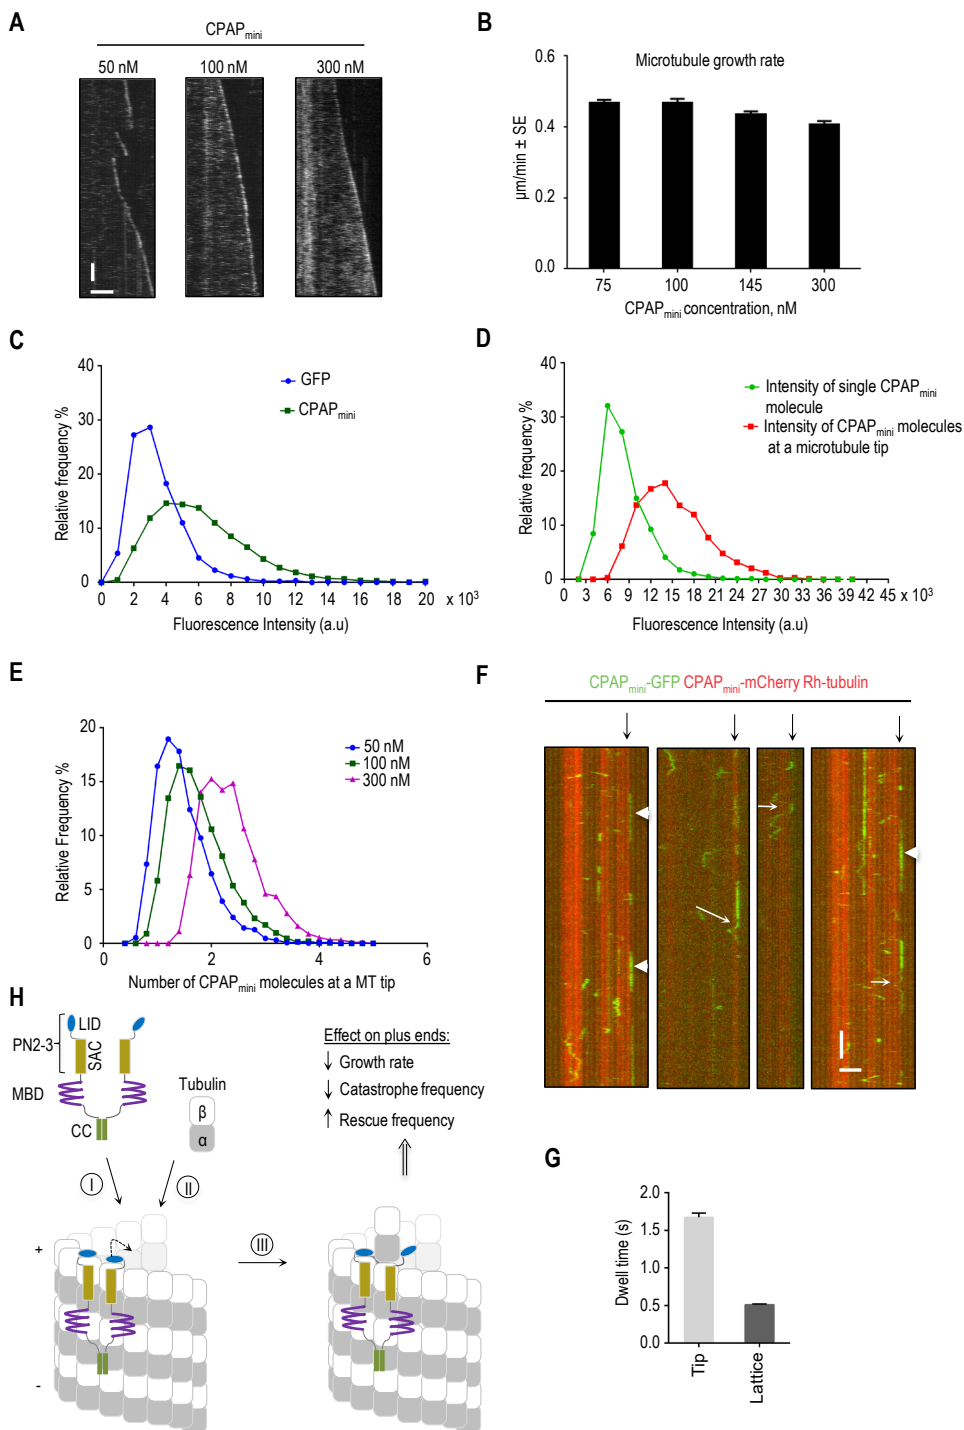 A
CPAPmini
50 nM 100 nM 300 nM
B
Microtubule growth rate
µm/min ± SE
0.6
0.4
0.2
0.0
75 100 145 300
CPAPmini concentration, nM
C
Relative frequency %
40
30
20
10
0
GFP
CPAPmini
0 2 4 6 8 10 12 14 16 18 20 x 10³
Fluorescence Intensity (a.u)
D
Relative frequency %
40
30
20
10
0
Intensity of single CPAPmini
molecule
Intensity of CPAPmini molecules
at a microtubule tip
0 3 6 9 12 15 18 21 24 27 30 33 36 39 42 45 x 10³
Fluorescence Intensity (a.u)
E
Relative Frequency %
20
15
10
5
0
50 nM
100 nM
300 nM
0 2 4 6
Number of CPAPmini molecules at a MT tip
F
CPAPmini-GFP CPAPmini-mCherry Rh-tubulin
G
Dwell time (s)
2.0
1.5
1.0
0.5
0.0
Tip
Lattice
H
LID
PN2-3
SAC
MBD
CC
Tubulin
β
α
I
II
III
+
-
Effect on plus ends:
↓ Growth rate
↓ Catastrophe frequency
↑ Rescue frequency